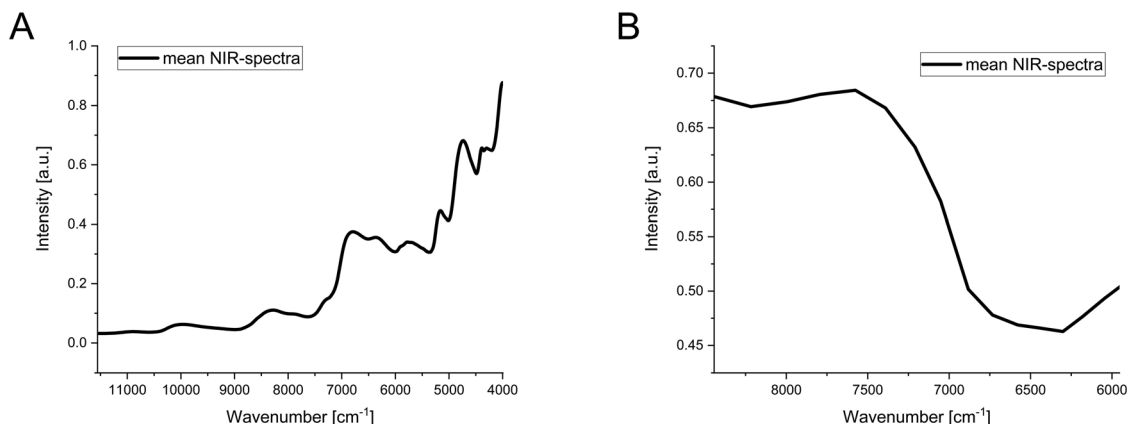 A
mean NIR-spectra
1.0
0.8
0.6
0.4
0.2
0.0
Intensity [a.u.]
11000 10000 9000 8000 7000 6000 5000 4000
Wavenumber [cm⁻¹]
B
mean NIR-spectra
0.70
0.65
0.60
0.55
0.50
0.45
Intensity [a.u.]
8000 7500 7000 6500 6000
Wavenumber [cm⁻¹]